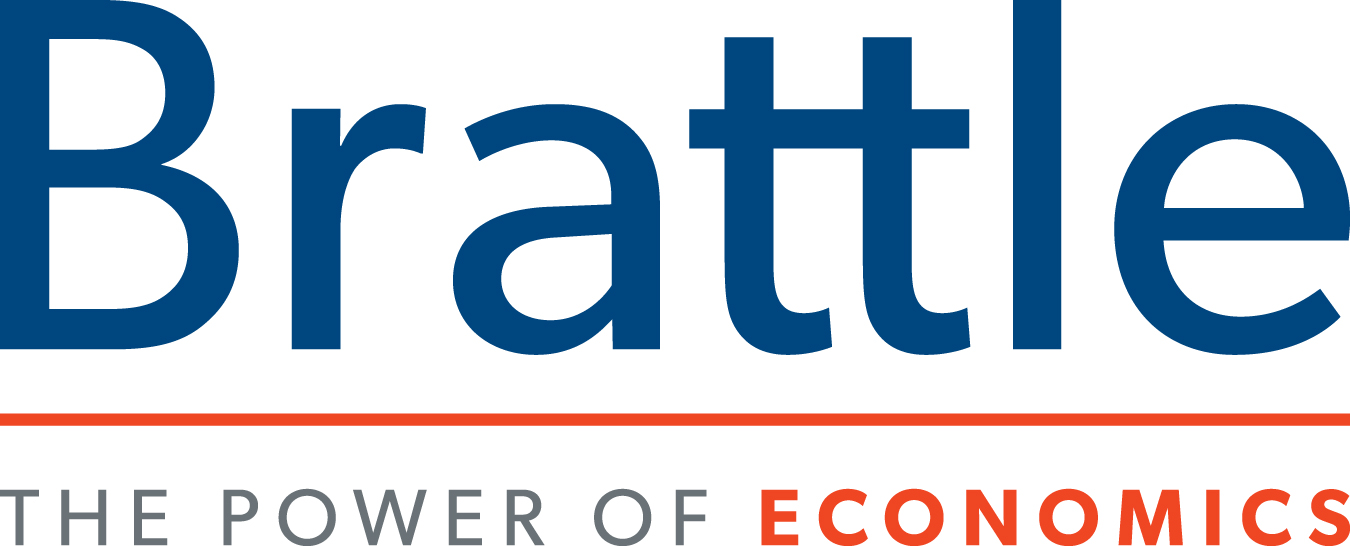 Brattle
THE POWER OF ECONOMICS